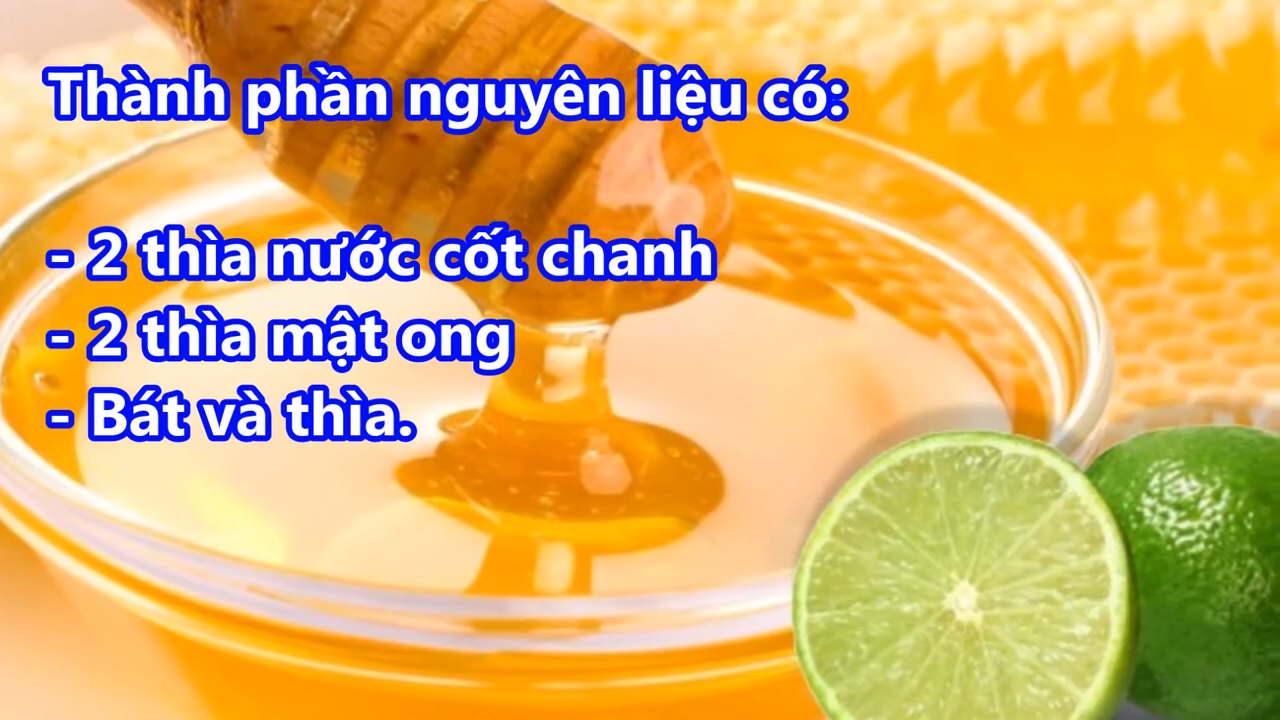 Thành phần nguyên liệu có:
- 2 thìa nước cốt chanh
- 2 thìa mật ong
- Bát và thìa.